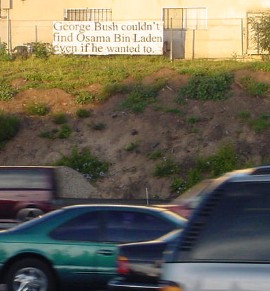 George Bush couldn't
find Osama Bin Laden
even if he wanted to.